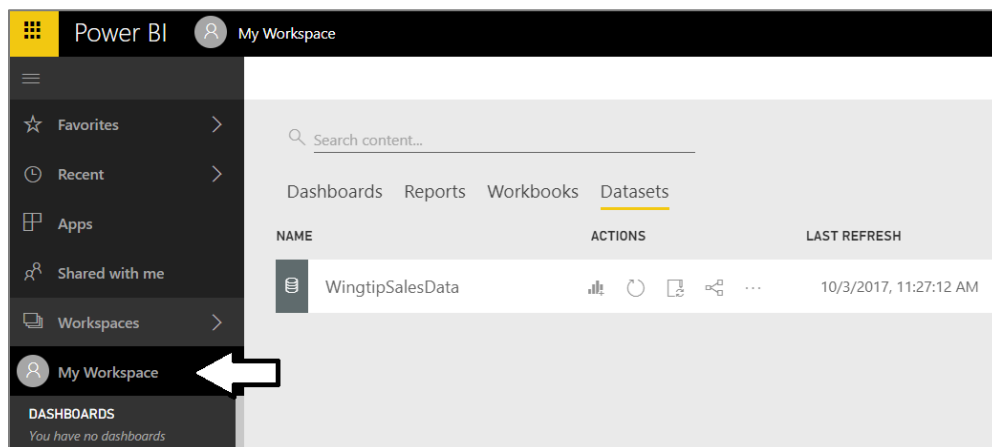 Power BI My Workspace
Favorites
Recent
Apps
Shared with me
Workspaces
My Workspace
DASHBOARDS
You have no dashboards
Search content...
Dashboards Reports Workbooks Datasets
NAME ACTIONS LAST REFRESH
WingtipSalesData ... 10/3/2017, 11:27:12 AM